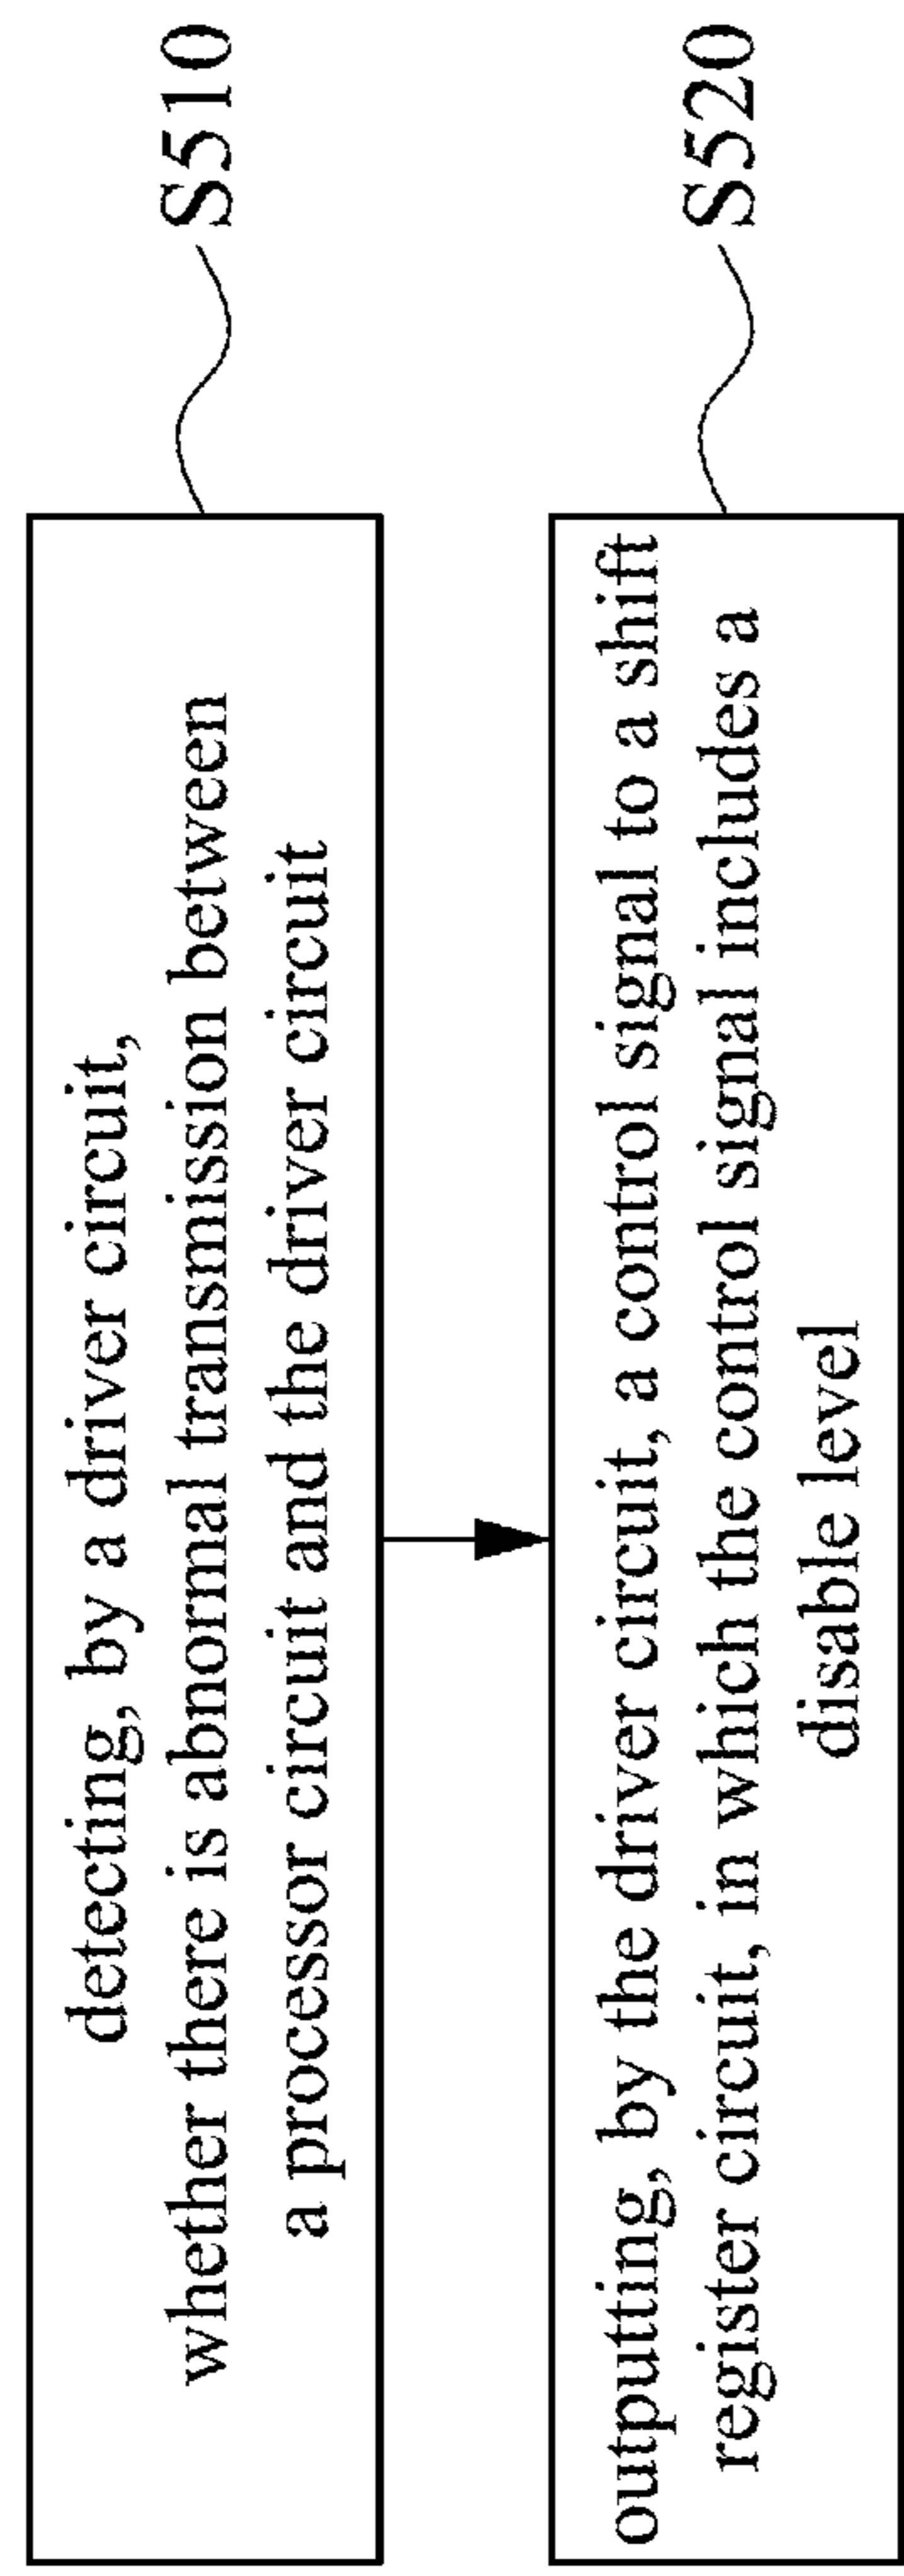 detecting, by a driver circuit,
whether there is abnormal transmission between
a processor circuit and the driver circuit
S510
outputting, by the driver circuit, a control signal to a shift
register circuit, in which the control signal includes a
disable level
S520